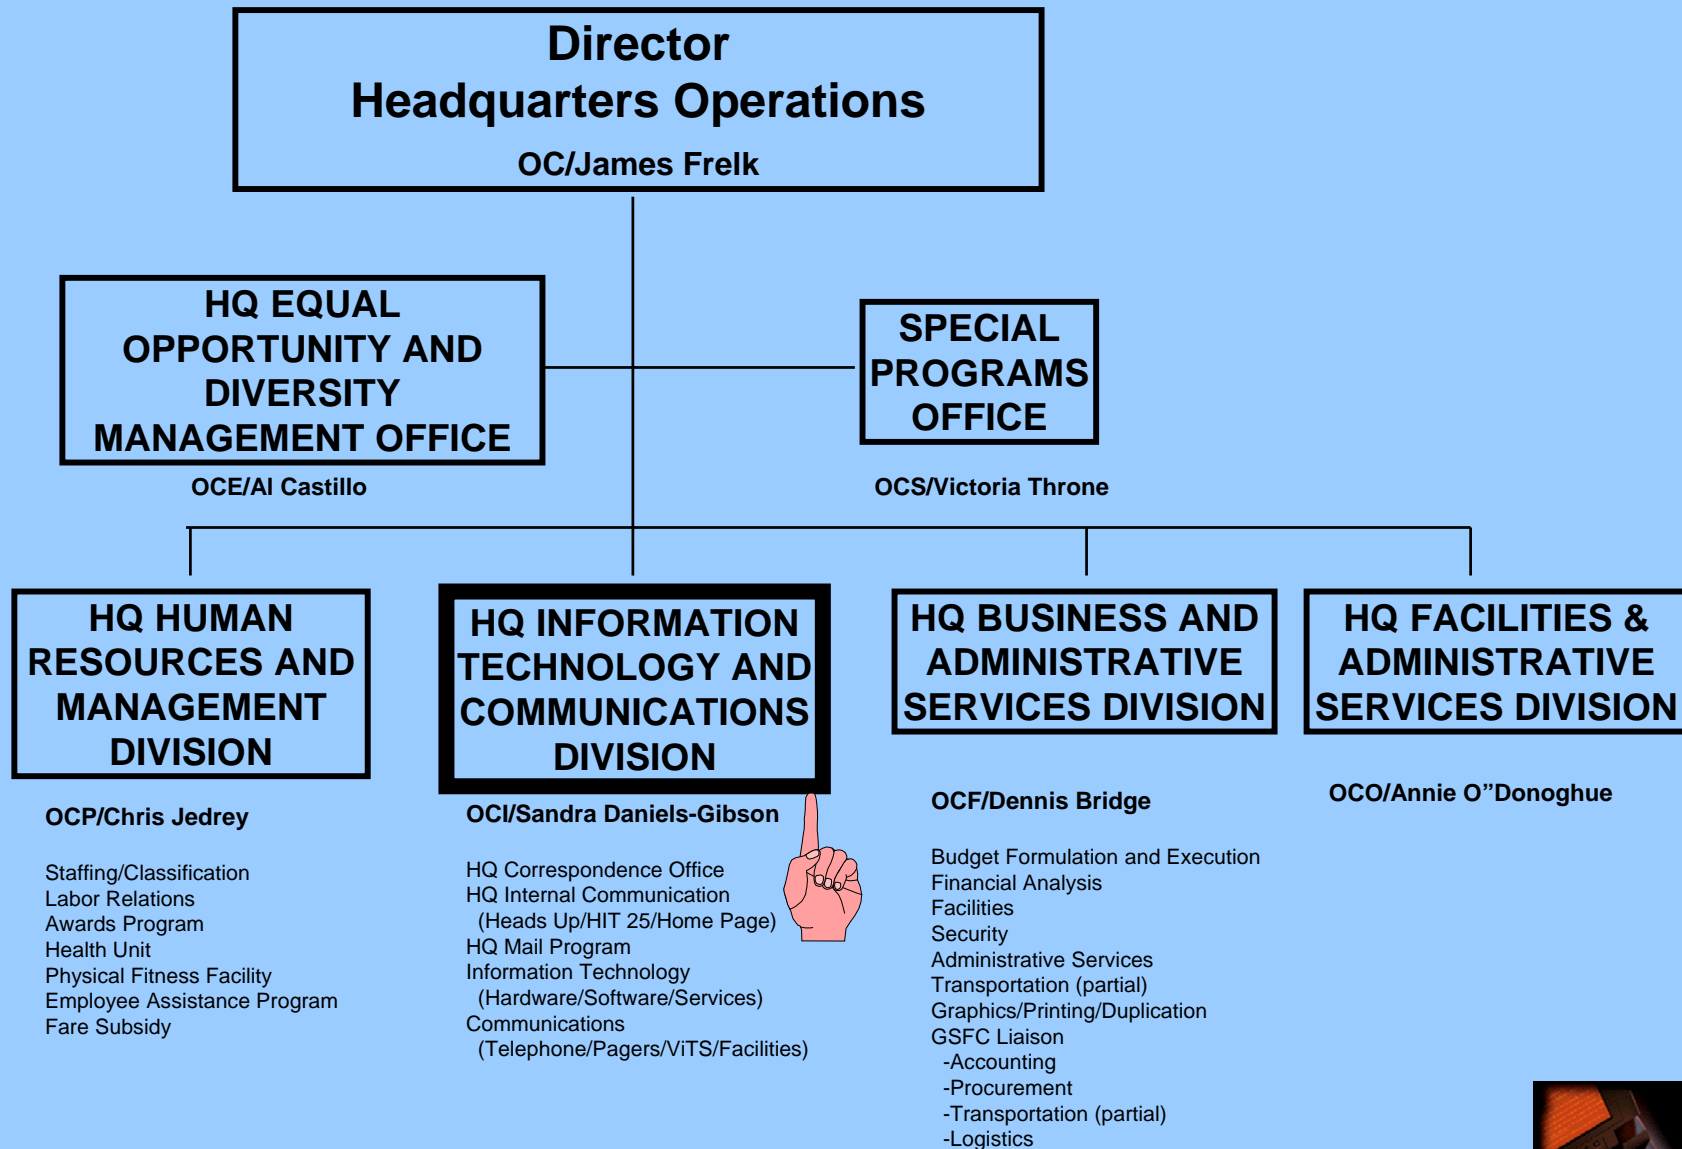 Director
Headquarters Operations
OC/James Frelk
HQ EQUAL
OPPORTUNITY AND
DIVERSITY
MANAGEMENT OFFICE
OCE/Al Castillo
SPECIAL
PROGRAMS
OFFICE
OCS/Victoria Throne
HQ HUMAN
RESOURCES AND
MANAGEMENT
DIVISION
OCP/Chris Jedrey
Staffing/Classification
Labor Relations
Awards Program
Health Unit
Physical Fitness Facility
Employee Assistance Program
Fare Subsidy
HQ INFORMATION
TECHNOLOGY AND
COMMUNICATIONS
DIVISION
OCI/Sandra Daniels-Gibson
HQ Correspondence Office
HQ Internal Communication
(Heads Up/HIT 25/Home Page)
HQ Mail Program
Information Technology
(Hardware/Software/Services)
Communications
(Telephone/Pagers/ViTS/Facilities)
HQ BUSINESS AND
ADMINISTRATIVE
SERVICES DIVISION
OCF/Dennis Bridge
Budget Formulation and Execution
Financial Analysis
Facilities
Security
Administrative Services
Transportation (partial)
Graphics/Printing/Duplication
GSFC Liaison
-Accounting
-Procurement
-Transportation (partial)
-Logistics
HQ FACILITIES &
ADMINISTRATIVE
SERVICES DIVISION
OCO/Annie O”Donoghue